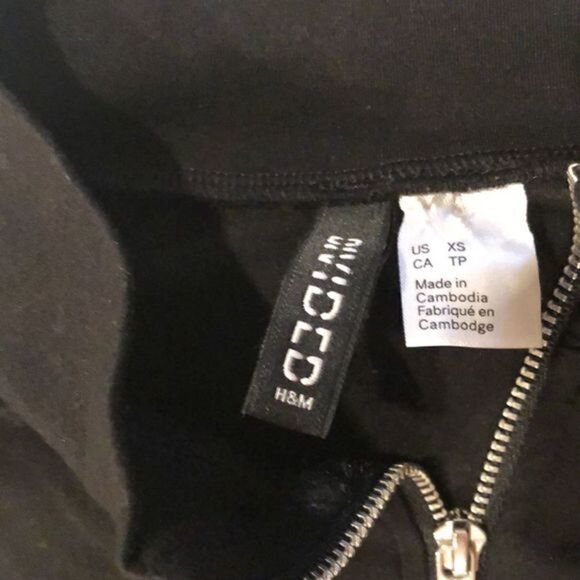 DIVIDED
H&M
US XS
CA TP
Made in
Cambodia
Fabriqué en
Cambodge